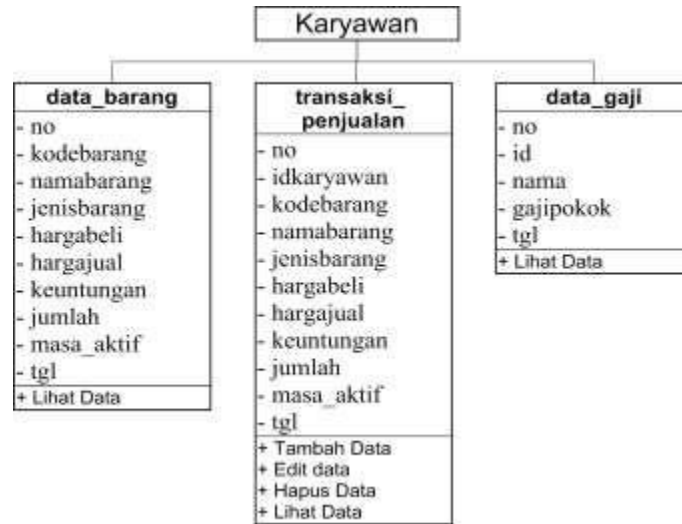 Karyawan
data_barang
- no
- kodebarang
- namabarang
- jenisbarang
- hargabeli
- hargajual
- keuntungan
- jumlah
- masa_aktif
- tgl
+ Lihat Data
transaksi_
penjualan
- no
- idkaryawan
- kodebarang
- namabarang
- jenisbarang
- hargabeli
- hargajual
- keuntungan
- jumlah
- masa_aktif
- tgl
+ Tambah Data
+ Edit data
+ Hapus Data
+ Lihat Data
data_gaji
- no
- id
- nama
- gajipokok
- tgl
+ Lihat Data